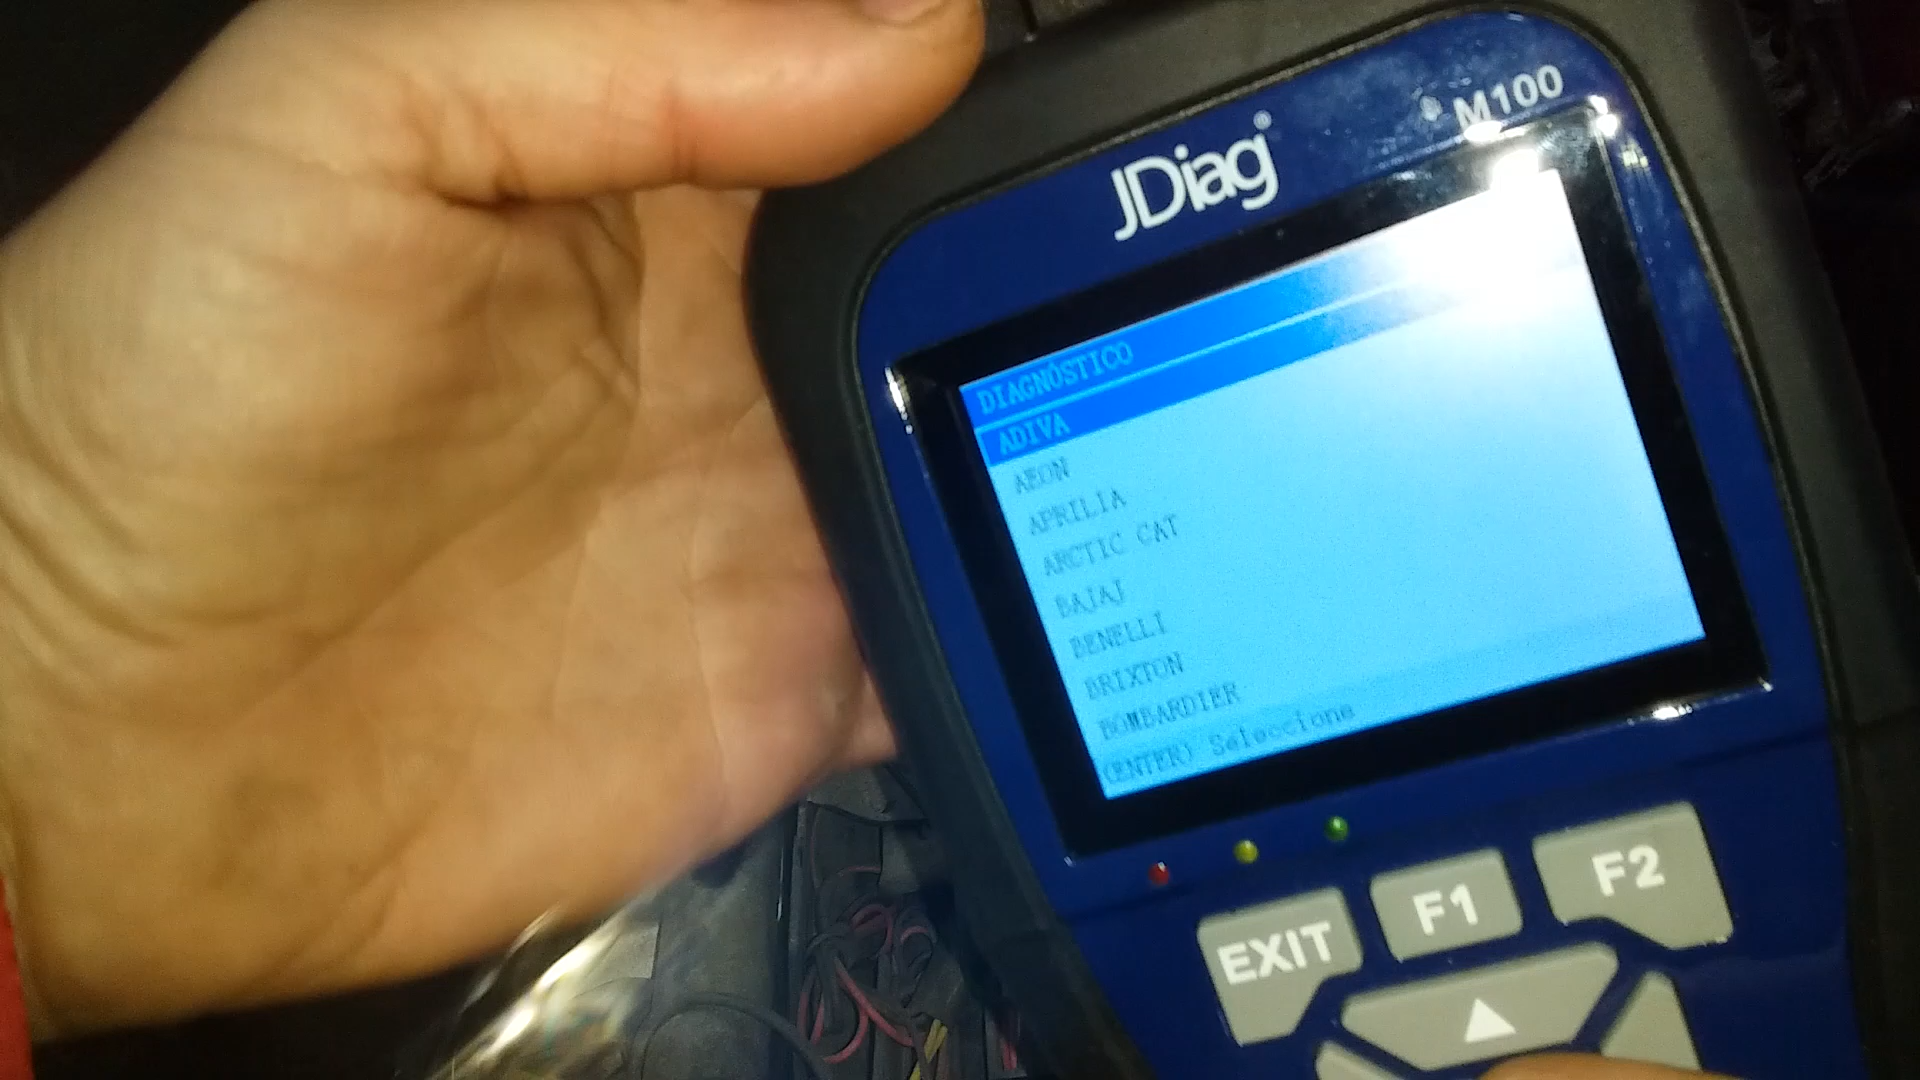 M100
JDiag®
DIAGNÓSTICO
ADIVA
AEON
APRILIA
ARCTIC CAT
BAJAJ
BENELLI
BRIXTON
BOMBARDIER
(ENTER) Seleccione
EXIT
F1
F2